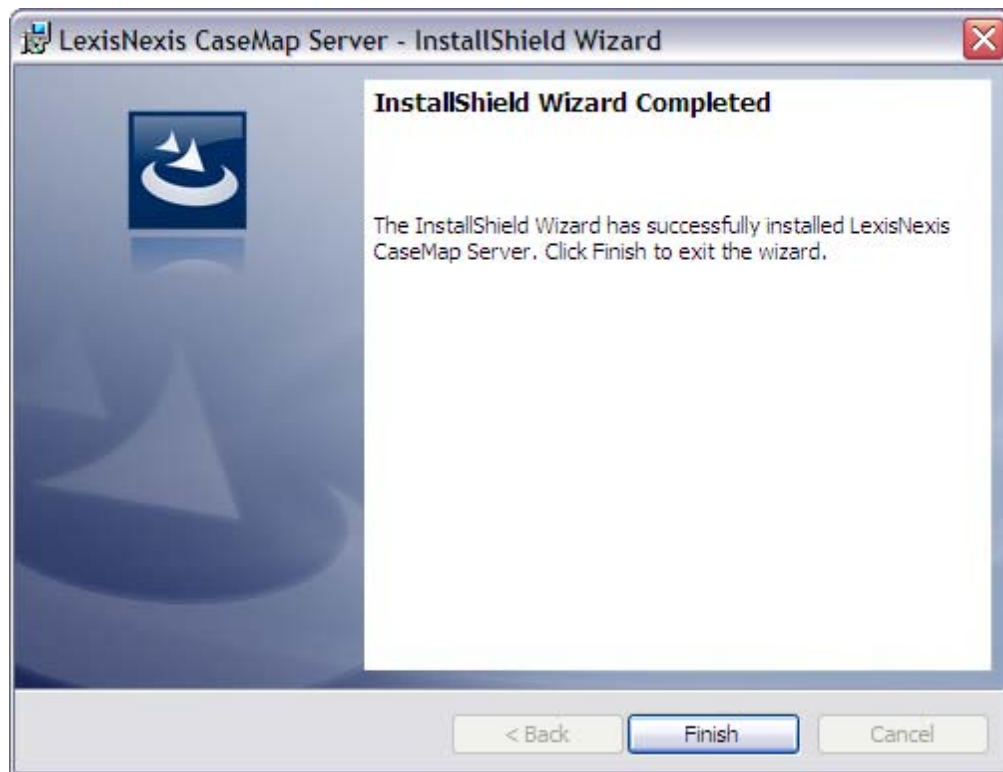 LexisNexis CaseMap Server - InstallShield Wizard
InstallShield Wizard Completed
The InstallShield Wizard has successfully installed LexisNexis
CaseMap Server. Click Finish to exit the wizard.
< Back
Finish
Cancel